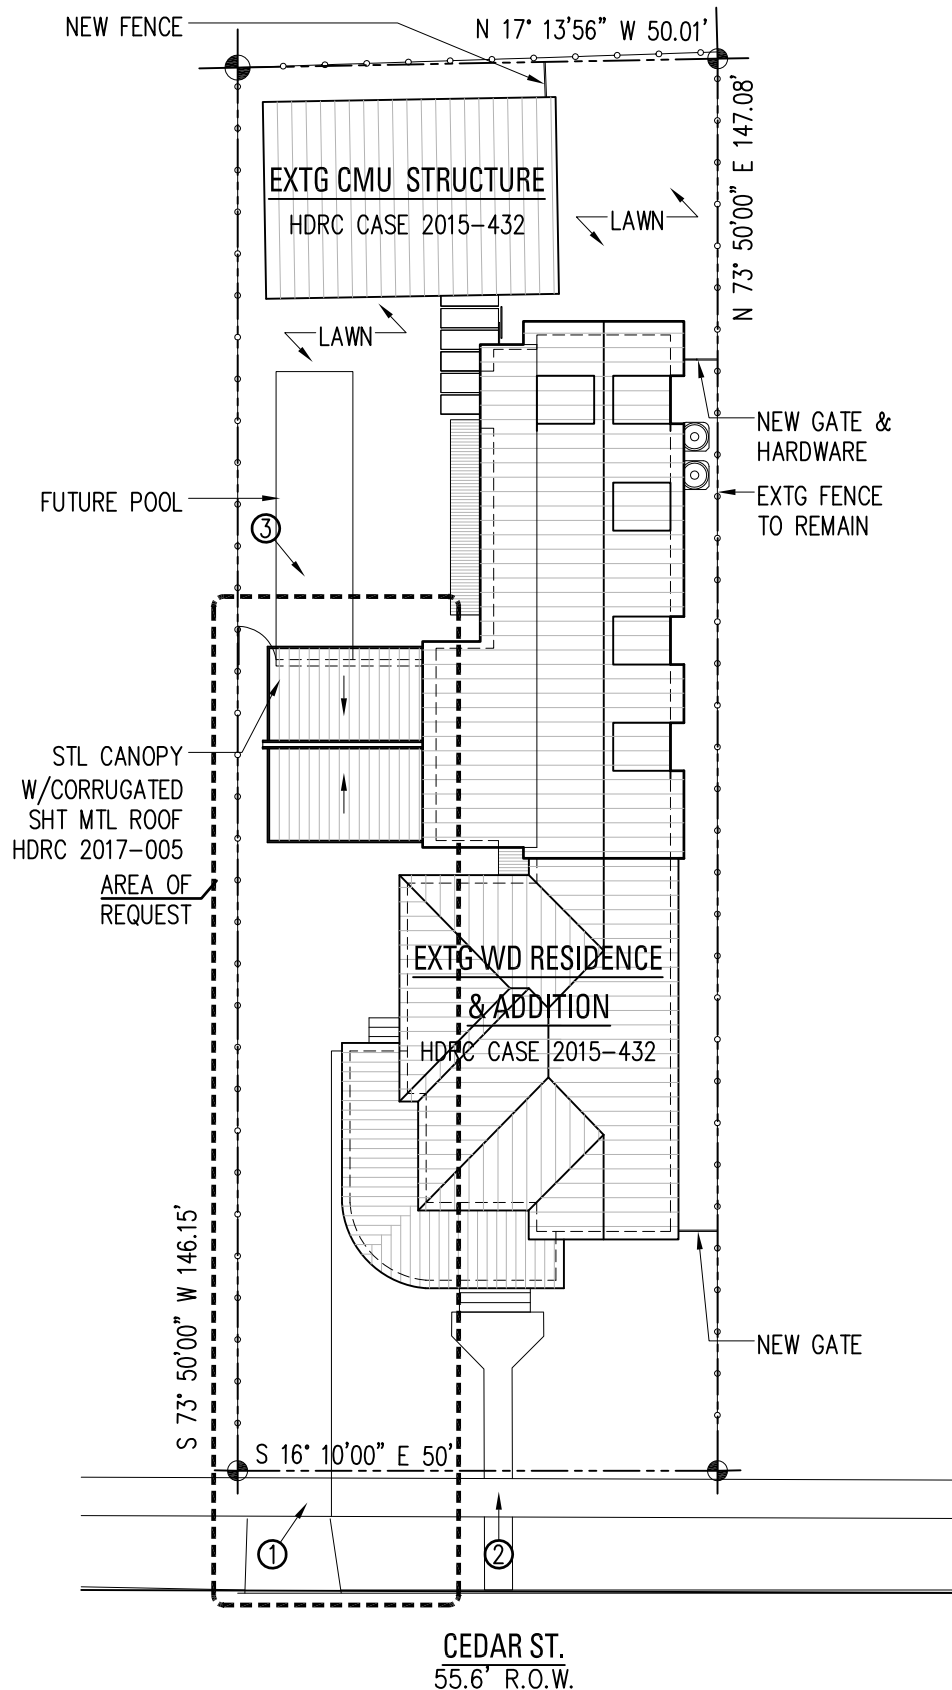 NEW FENCE
N 17° 13'56" W 50.01'
EXTG CMU STRUCTURE
HDRC CASE 2015-432
LAWN
N 73° 50'00" E 147.08'
LAWN
NEW GATE &
HARDWARE
FUTURE POOL
EXTG FENCE
TO REMAIN
3
STL CANOPY
W/CORRUGATED
SHT MTL ROOF
HDRC 2017-005
AREA OF
REQUEST
EXTG WD RESIDENCE
& ADDITION
HDRC CASE 2015-432
S 73° 50'00" W 146.15'
NEW GATE
S 16° 10'00" E 50'
1
2
CEDAR ST.
55.6' R.O.W.